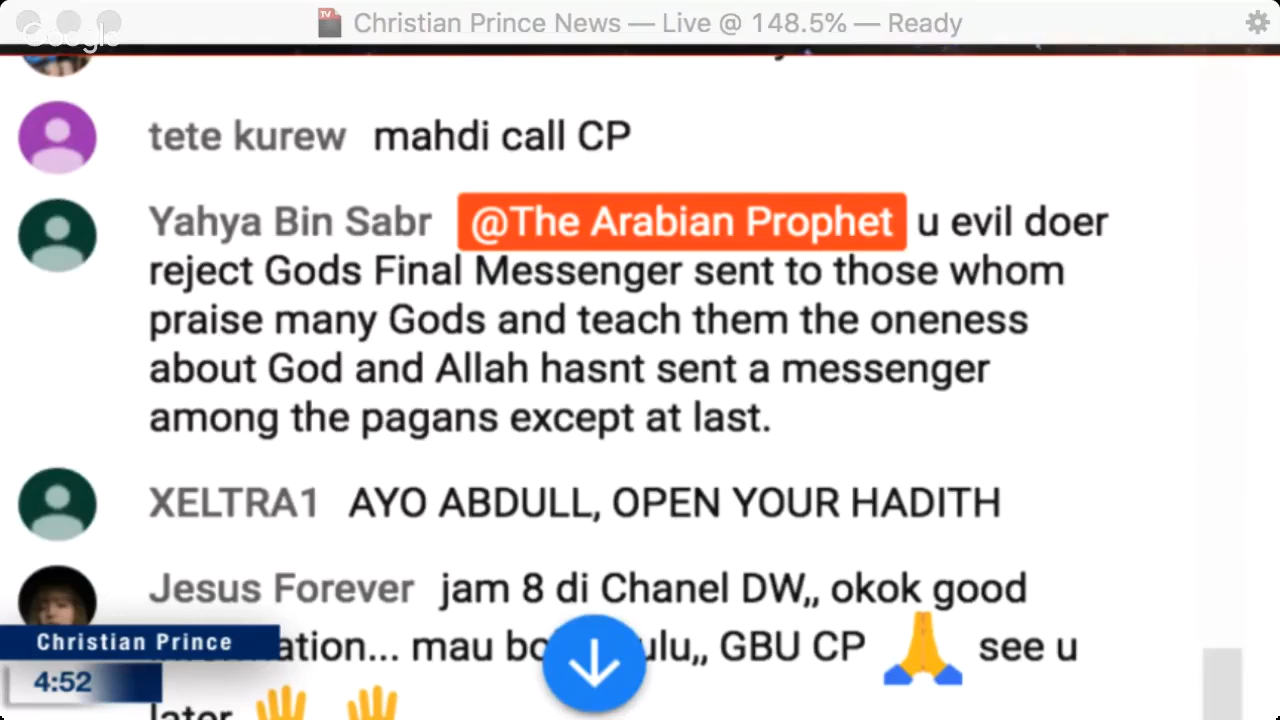 Google
TV
Christian Prince News — Live @ 148.5% — Ready
tete kurew mahdi call CP
Yahya Bin Sabr @The Arabian Prophet u evil doer
reject Gods Final Messenger sent to those whom
praise many Gods and teach them the oneness
about God and Allah hasnt sent a messenger
among the pagans except at last.
XELTRA1 AYO ABDULL, OPEN YOUR HADITH
Jesus Forever jam 8 di Chanel DW,, okok good
mau GBU CP 🙏 see u
later 🖐 🖐
Christian Prince
4:52